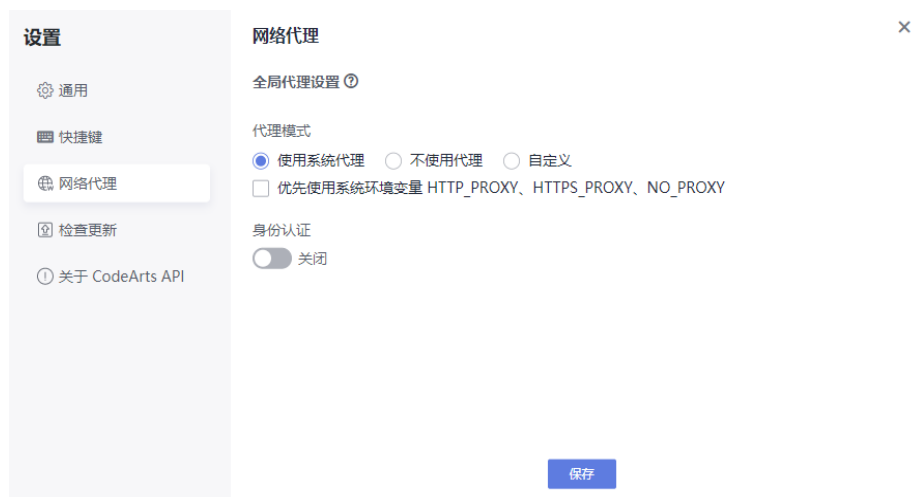 设置
通用
快捷键
网络代理
检查更新
关于 CodeArts API
网络代理
全局代理设置
代理模式
使用系统代理 不使用代理 自定义
优先使用系统环境变量 HTTP_PROXY、HTTPS_PROXY、NO_PROXY
身份认证
关闭
保存